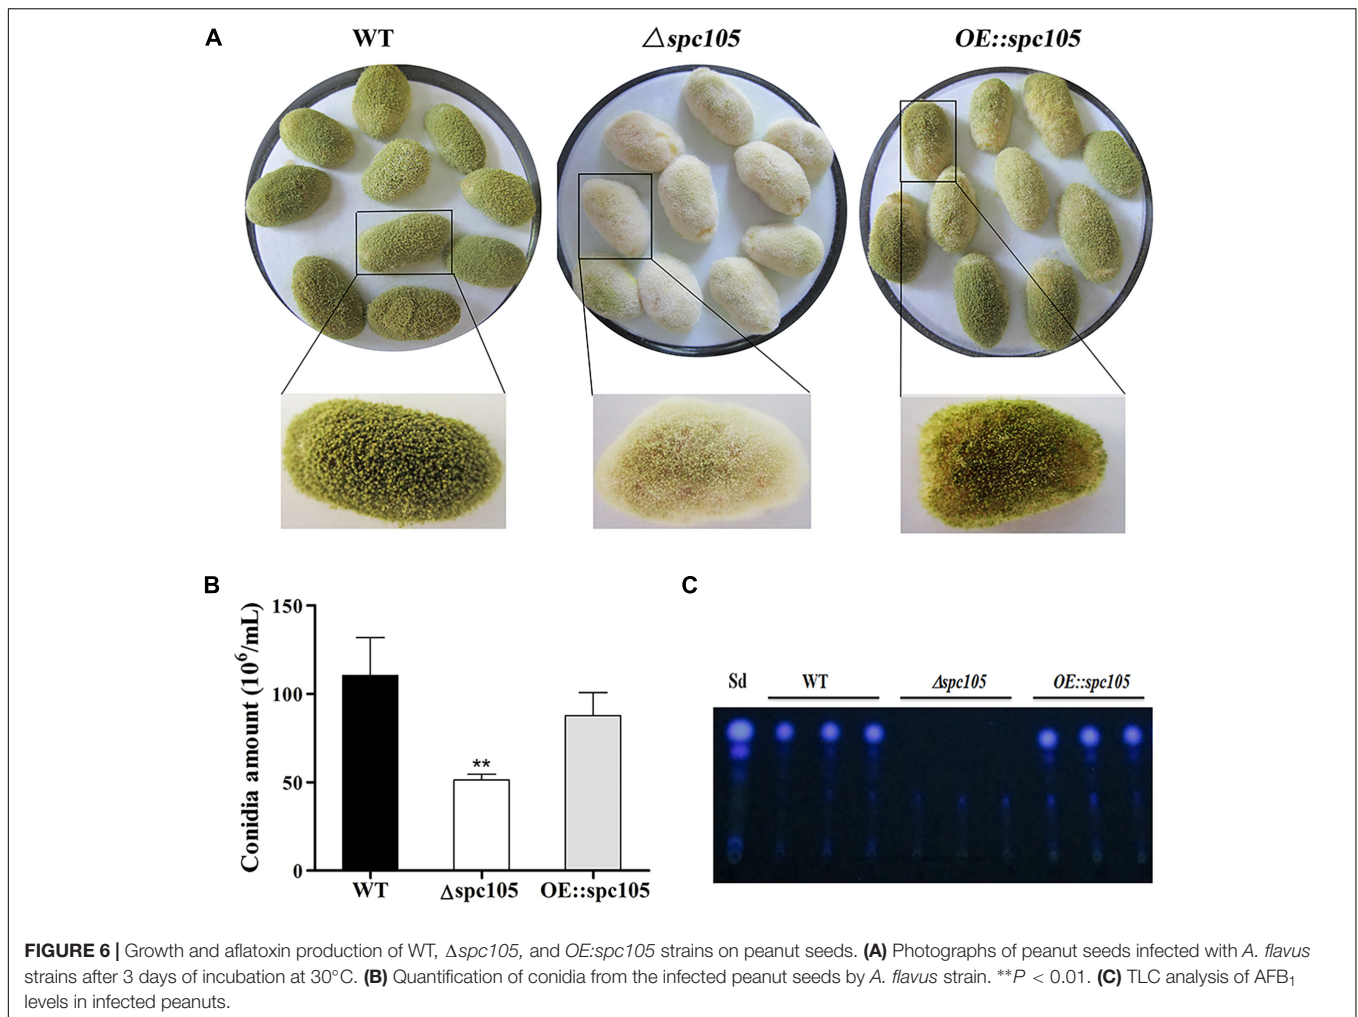 A
WT
△spc105
OE::spc105
B
Conidia amount (10⁶/mL)
150
100
50
0
**
WT
Δspc105
OE::spc105
C
Sd
WT
Δspc105
OE::spc105
FIGURE 6 | Growth and aflatoxin production of WT, Δspc105, and OE:spc105 strains on peanut seeds. (A) Photographs of peanut seeds infected with A. flavus
strains after 3 days of incubation at 30°C. (B) Quantification of conidia from the infected peanut seeds by A. flavus strain. **P < 0.01. (C) TLC analysis of AFB₁
levels in infected peanuts.